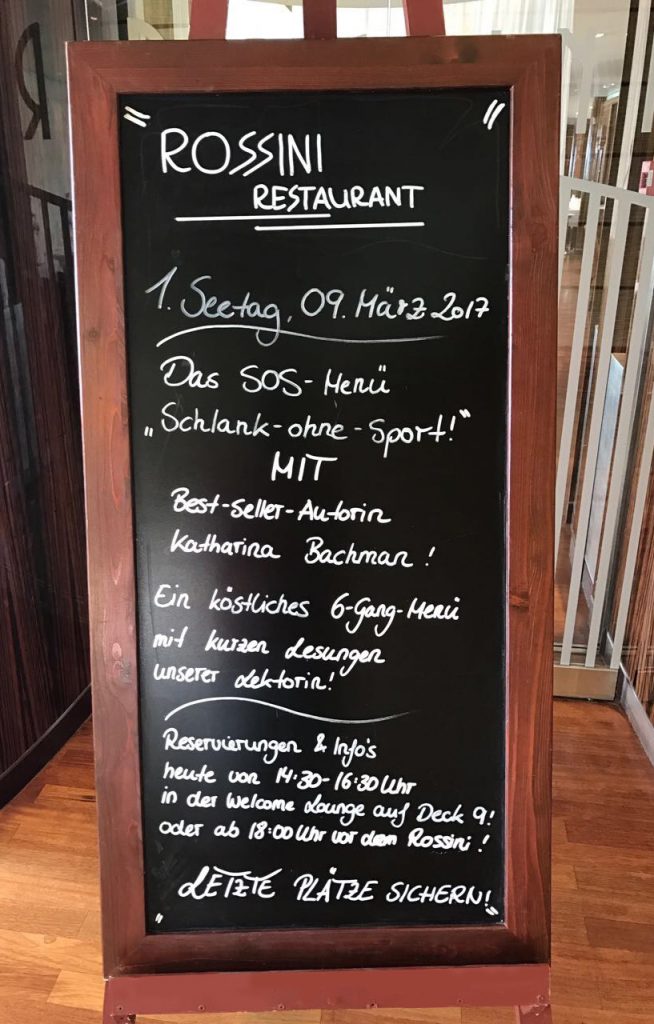 ROSSINI
RESTAURANT
1. Seetag, 09. März 2017
Das SOS-Menü
„Schlank-ohne-Sport!"
MIT
Best-Seller-Autorin
Katharina Bachman!
Ein köstliches 6-Gang-Menü
mit kurzen Lesungen
unserer Lektorin!
Reservierungen & Info's
heute von 14:30-16:30 Uhr
in der Welcome Lounge auf Deck 9!
oder ab 18:00 Uhr vor dem Rossini!
LETZTE PLÄTZE SICHERN!